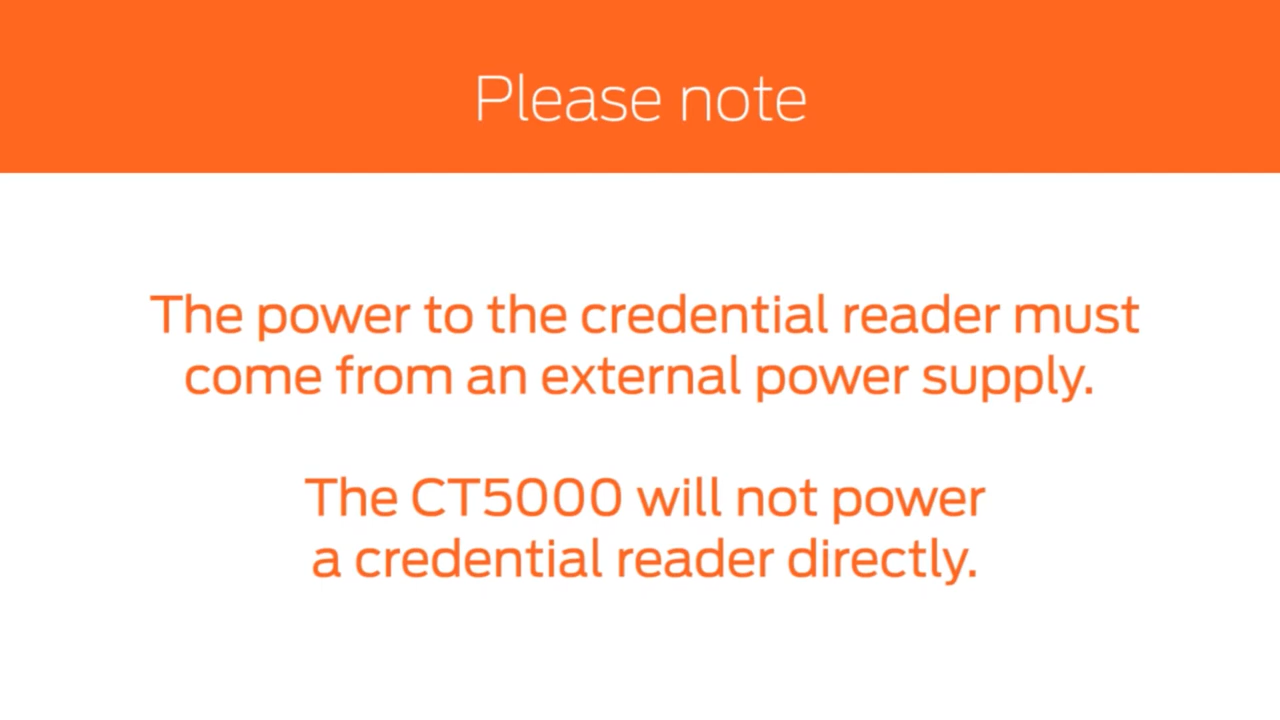 Please note
The power to the credential reader must
come from an external power supply.
The CT5000 will not power
a credential reader directly.